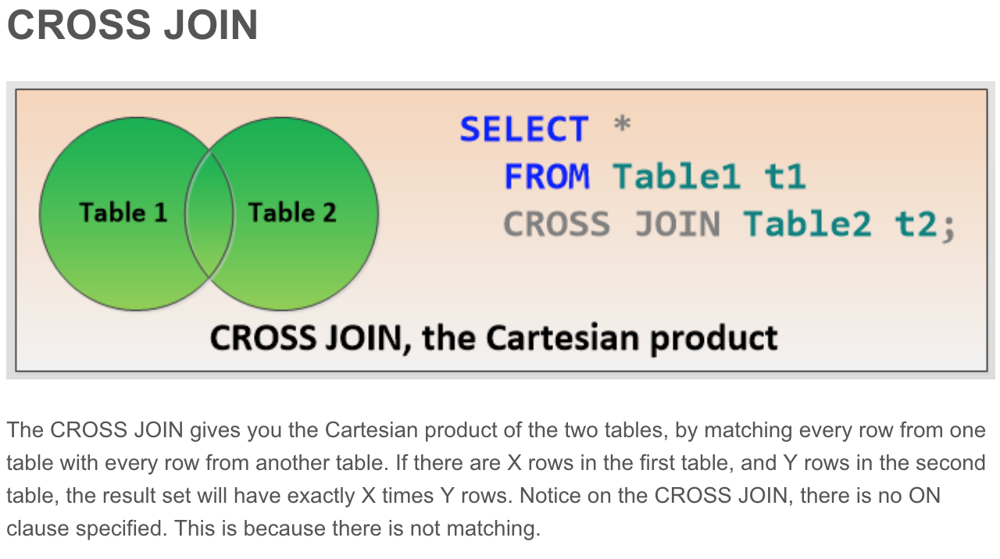 CROSS JOIN
Table 1
Table 2
SELECT *
FROM Table1 t1
CROSS JOIN Table2 t2;
CROSS JOIN, the Cartesian product
The CROSS JOIN gives you the Cartesian product of the two tables, by matching every row from one
table with every row from another table. If there are X rows in the first table, and Y rows in the second
table, the result set will have exactly X times Y rows. Notice on the CROSS JOIN, there is no ON
clause specified. This is because there is not matching.